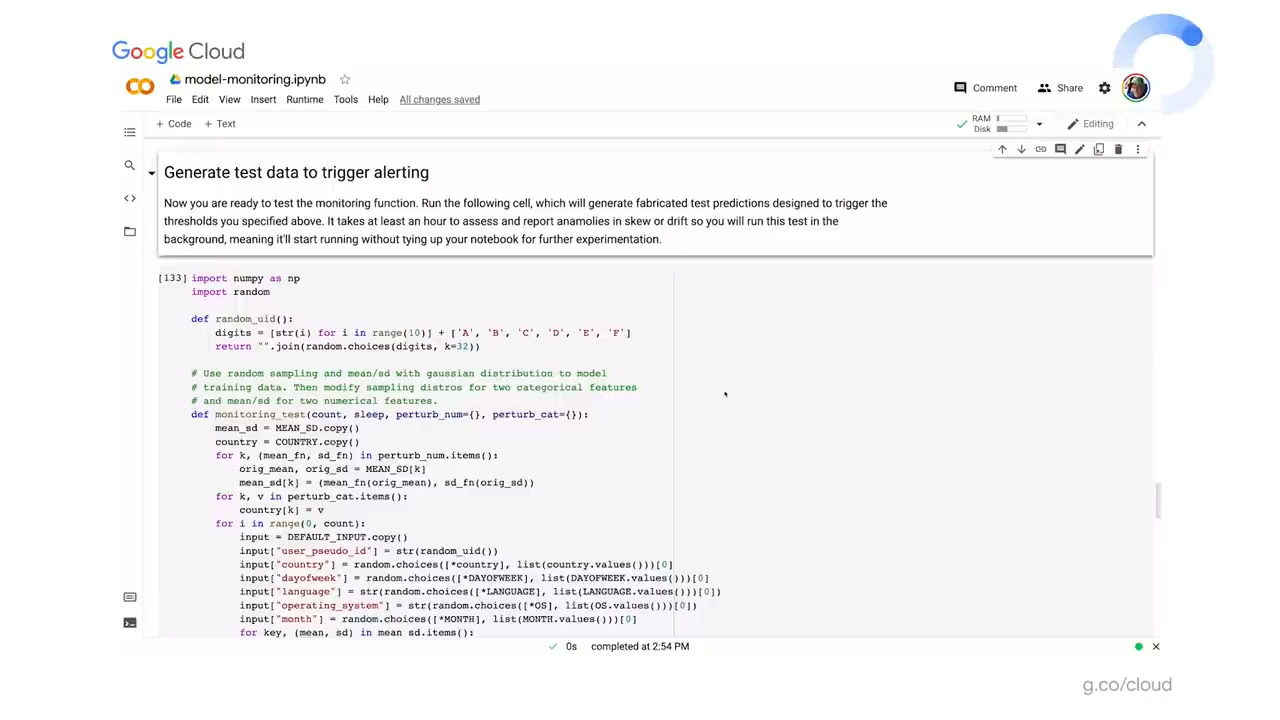 Google Cloud
model-monitoring.ipynb
File Edit View Insert Runtime Tools Help All changes saved
Comment Share
+ Code + Text
RAM
Disk
Editing
Generate test data to trigger alerting
Now you are ready to test the monitoring function. Run the following cell, which will generate fabricated test predictions designed to trigger the
thresholds you specified above. It takes at least an hour to assess and report anamolies in skew or drift so you will run this test in the
background, meaning it'll start running without tying up your notebook for further experimentation.
[133] import numpy as np
import random
def random_uid():
digits = [str(i) for i in range(10)] + ['A', 'B', 'C', 'D', 'E', 'F']
return "".join(random.choices(digits, k=32))
# Use random sampling and mean/sd with gaussian distribution to model
# training data. Then modify sampling distros for two categorical features
# and mean/sd for two numerical features.
def monitoring_test(count, sleep, perturb_num={}, perturb_cat={}):
mean_sd = MEAN_SD.copy()
country = COUNTRY.copy()
for k, (mean_fn, sd_fn) in perturb_num.items():
orig_mean, orig_sd = MEAN_SD[k]
mean_sd[k] = (mean_fn(orig_mean), sd_fn(orig_sd))
for k, v in perturb_cat.items():
country[k] = v
for i in range(0, count):
input = DEFAULT_INPUT.copy()
input["user_pseudo_id"] = str(random_uid())
input["country"] = random.choices([*country], list(country.values()))[0]
input["dayofweek"] = random.choices([*DAYOFWEEK], list(DAYOFWEEK.values()))[0]
input["language"] = str(random.choices([*LANGUAGE], list(LANGUAGE.values()))[0])
input["operating_system"] = str(random.choices([*OS], list(OS.values()))[0])
input["month"] = random.choices([*MONTH], list(MONTH.values()))[0]
for key, (mean, sd) in mean_sd.items():
0s completed at 2:54 PM
g.co/cloud